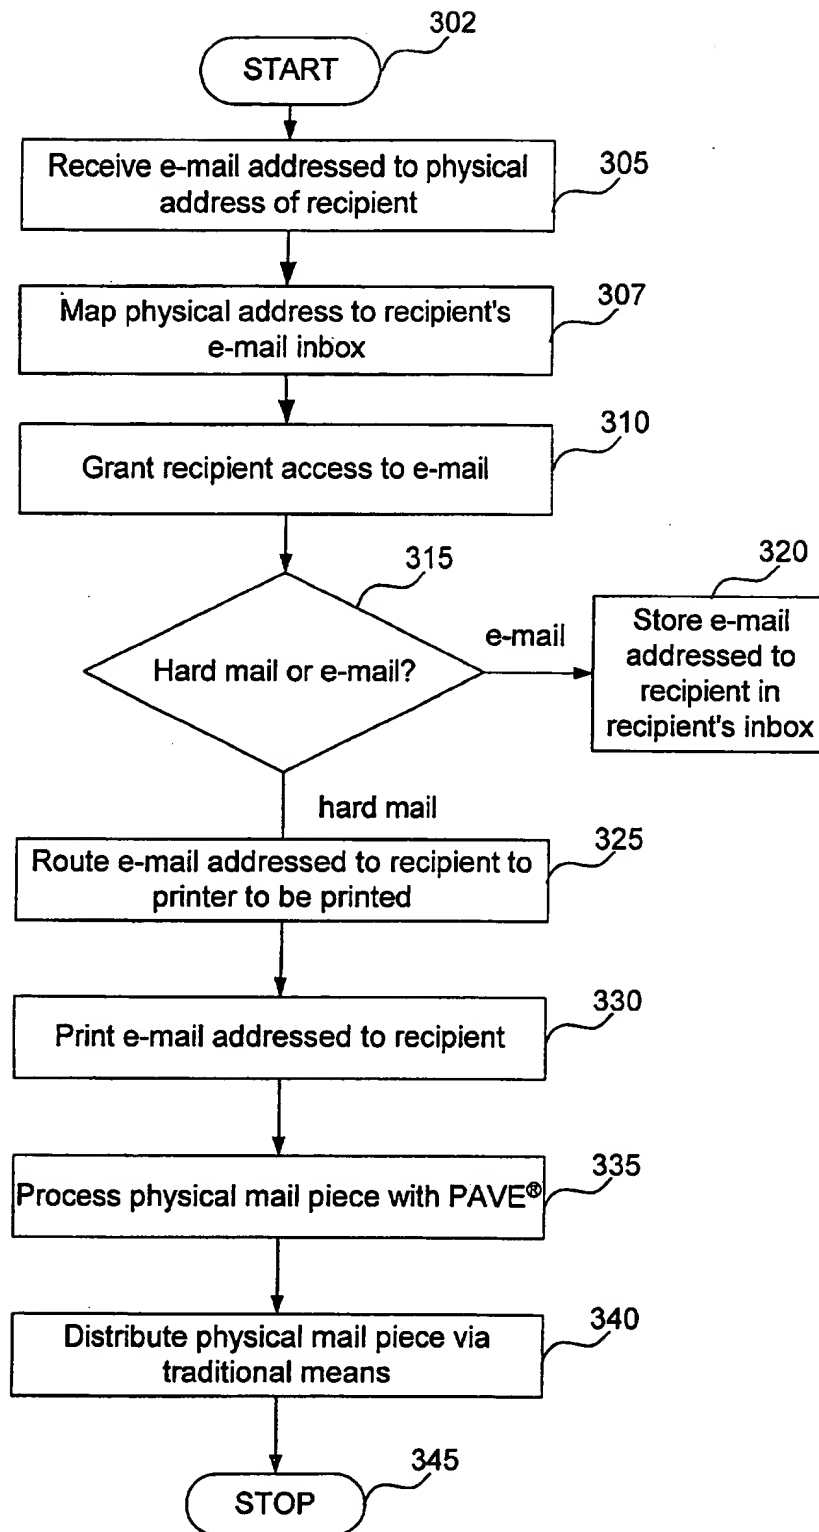 302
START
Receive e-mail addressed to physical
address of recipient
305
Map physical address to recipient's
e-mail inbox
307
Grant recipient access to e-mail
310
315
Hard mail or e-mail?
e-mail
320
Store e-mail
addressed to
recipient in
recipient's inbox
hard mail
Route e-mail addressed to recipient to
printer to be printed
325
Print e-mail addressed to recipient
330
Process physical mail piece with PAVE®
335
Distribute physical mail piece via
traditional means
340
STOP
345